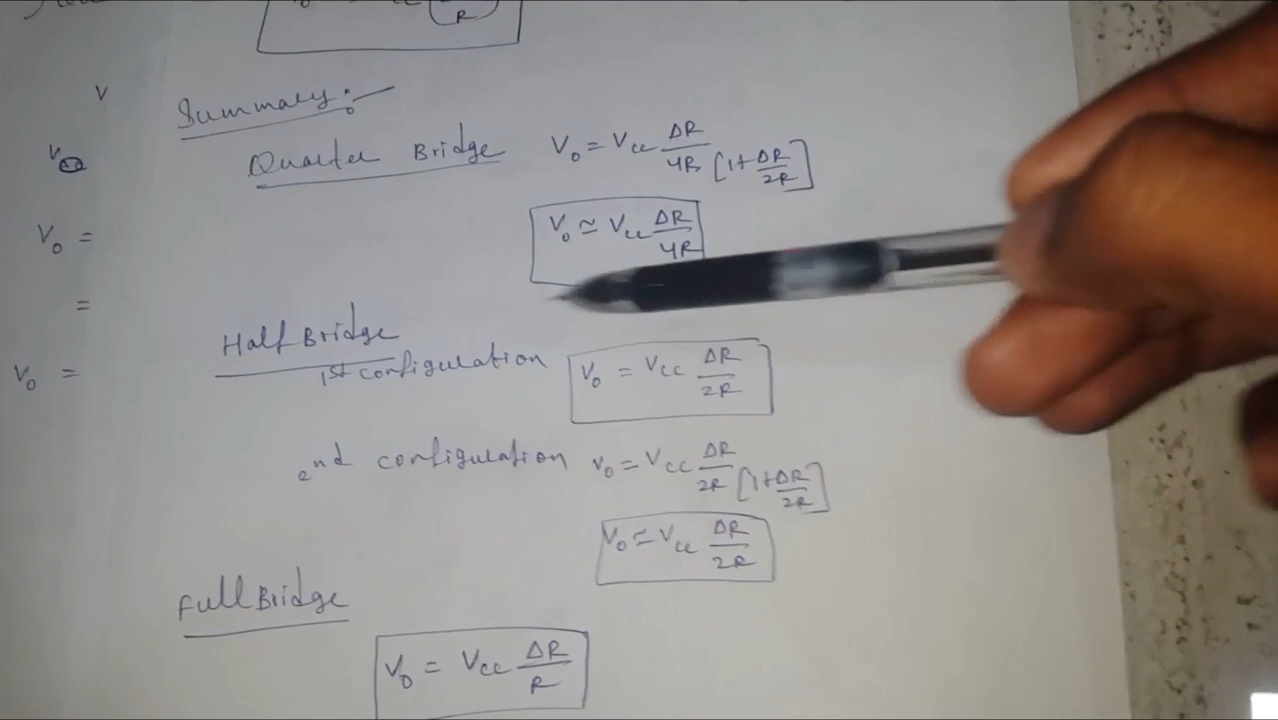 R
V
Summary:
Quarter Bridge V₀ = Vcc ΔR/4R [1+ΔR/2R]
V₀ ≃ Vcc ΔR/4R
V₀ =
=
Half Bridge
1st configuration V₀ = Vcc ΔR/2R
V₀ =
2nd configuration V₀ = Vcc ΔR/2R [1+ΔR/2R]
V₀ ≃ Vcc ΔR/2R
Full Bridge
V₀ = Vcc ΔR/R